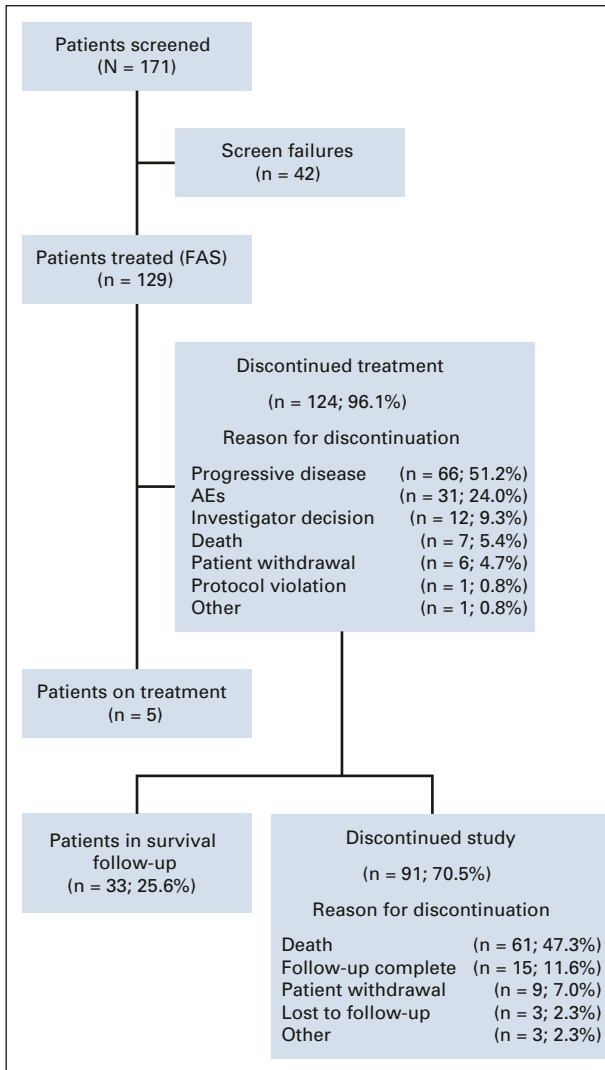 Patients screened
(N = 171)
Screen failures
(n = 42)
Patients treated (FAS)
(n = 129)
Discontinued treatment
(n = 124; 96.1%)
Reason for discontinuation
Progressive disease (n = 66; 51.2%)
AEs (n = 31; 24.0%)
Investigator decision (n = 12; 9.3%)
Death (n = 7; 5.4%)
Patient withdrawal (n = 6; 4.7%)
Protocol violation (n = 1; 0.8%)
Other (n = 1; 0.8%)
Patients on treatment
(n = 5)
Patients in survival
follow-up
(n = 33; 25.6%)
Discontinued study
(n = 91; 70.5%)
Reason for discontinuation
Death (n = 61; 47.3%)
Follow-up complete (n = 15; 11.6%)
Patient withdrawal (n = 9; 7.0%)
Lost to follow-up (n = 3; 2.3%)
Other (n = 3; 2.3%)